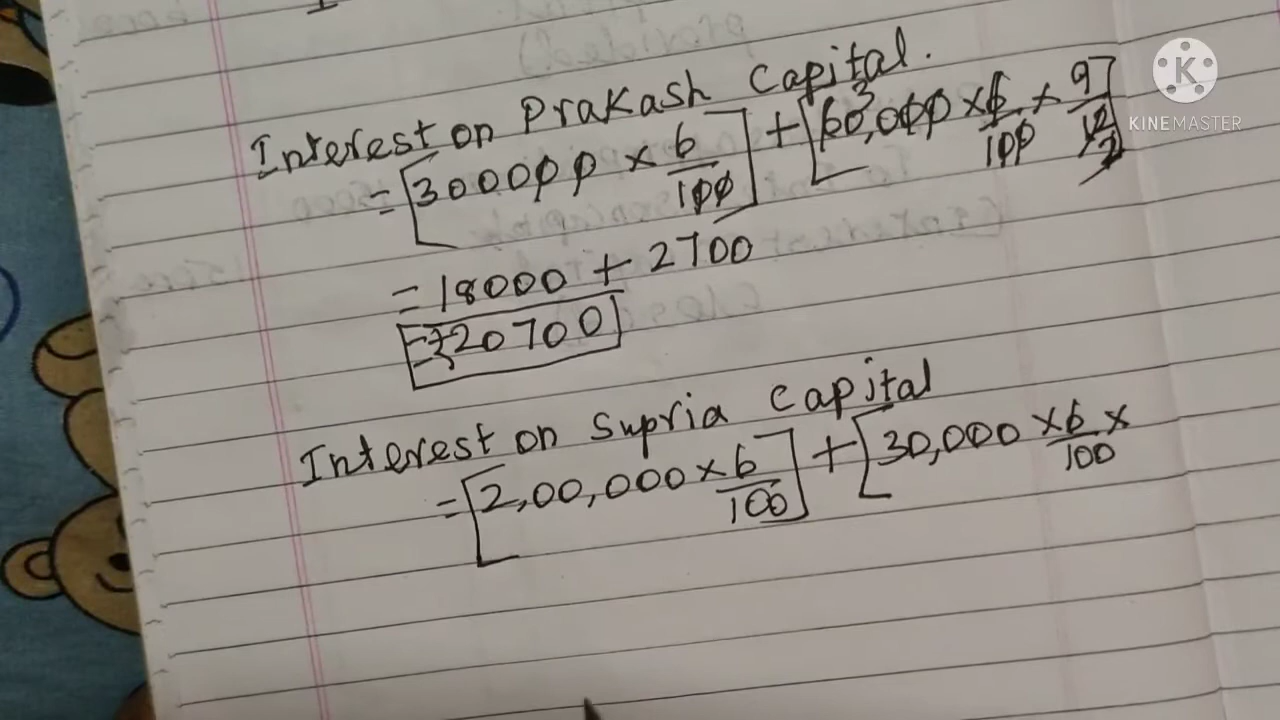 Interest on Prakash Capital.
= [300000 × 6/100] + [60,000 × 6/100 × 9/12]
= 18000 + 2700
= ₹20700
Interest on Supria Capital
= [2,00,000 × 6/100] + [30,000 × 6/100 ×
K
KINEMASTER